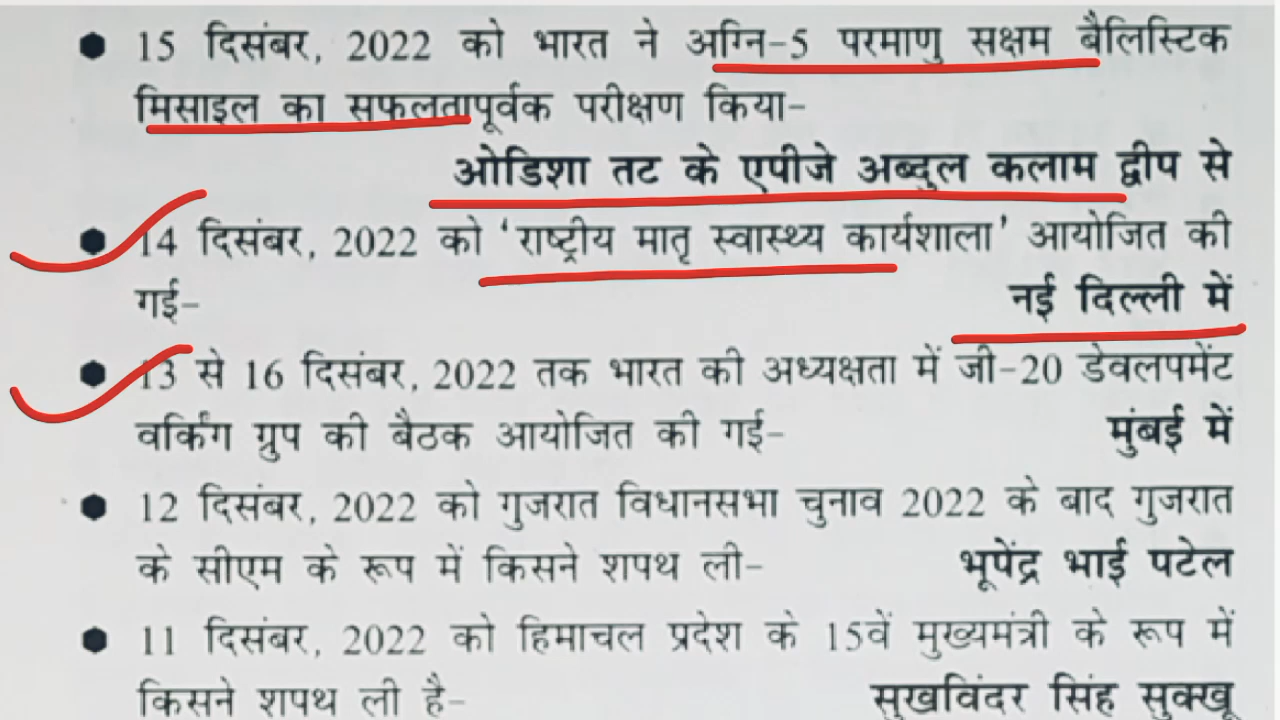 15 दिसंबर, 2022 को भारत ने अग्नि-5 परमाणु सक्षम बैलिस्टिक
मिसाइल का सफलतापूर्वक परीक्षण किया-
ओडिशा तट के एपीजे अब्दुल कलाम द्वीप से
14 दिसंबर, 2022 को ‘राष्ट्रीय मातृ स्वास्थ्य कार्यशाला’ आयोजित की
गई- नई दिल्ली में
13 से 16 दिसंबर, 2022 तक भारत की अध्यक्षता में जी-20 डेवलपमेंट
वर्किंग ग्रुप की बैठक आयोजित की गई- मुंबई में
12 दिसंबर, 2022 को गुजरात विधानसभा चुनाव 2022 के बाद गुजरात
के सीएम के रूप में किसने शपथ ली- भूपेंद्र भाई पटेल
11 दिसंबर, 2022 को हिमाचल प्रदेश के 15वें मुख्यमंत्री के रूप में
किसने शपथ ली है- सुखविंदर सिंह सुक्खू